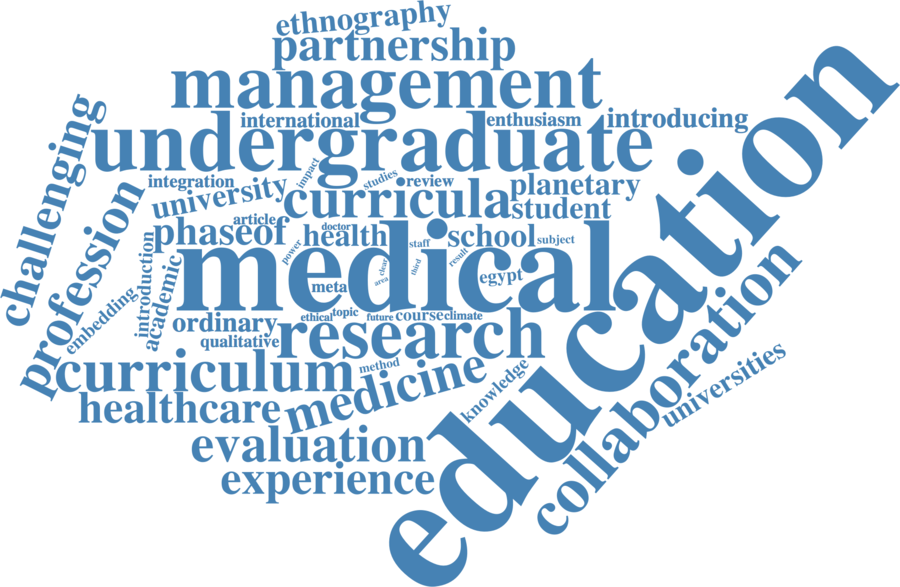 ethnography
partnership
management
international
enthusiasm
introducing
undergraduate
challenging
impact
integration
studies
review
planetary
university
curricula
student
profession
article
phaseof
doctor
health
staff
school
subject
power
clear
area
third
result
medical
education
meta
egypt
introduction
academic
embedding
ethical
topic
future
course
climate
ordinary
qualitative
research
method
curriculum
medicine
knowledge
collaboration
universities
healthcare
evaluation
experience